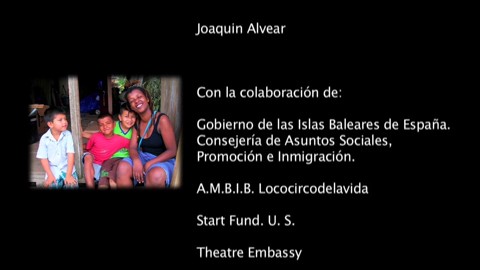 Joaquin Alvear
Con la colaboración de:
Gobierno de las Islas Baleares de España.
Consejería de Asuntos Sociales,
Promoción e Inmigración.
A.M.B.I.B. Lococircodelavida
Start Fund. U. S.
Theatre Embassy